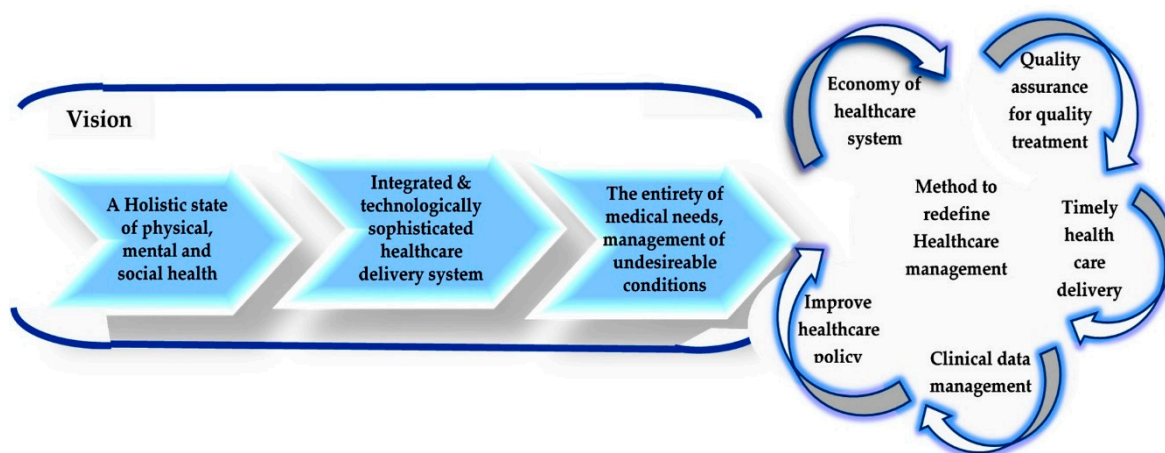 Vision
A Holistic state
of physical,
mental and
social health
Integrated &
technologically
sophisticated
healthcare
delivery system
The entirety of
medical needs,
management of
undesireable
conditions
Economy of
healthcare
system
Quality
assurance
for quality
treatment
Method to
redefine
Healthcare
management
Timely
health
care
delivery
Improve
healthcare
policy
Clinical data
management